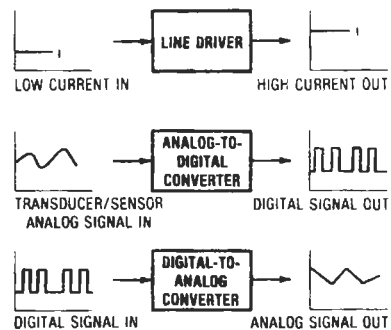 LINE DRIVER
LOW CURRENT IN
HIGH CURRENT OUT
ANALOG-TO-
DIGITAL
CONVERTER
TRANSDUCER/SENSOR
ANALOG SIGNAL IN
DIGITAL SIGNAL OUT
DIGITAL-TO-
ANALOG
CONVERTER
DIGITAL SIGNAL IN
ANALOG SIGNAL OUT